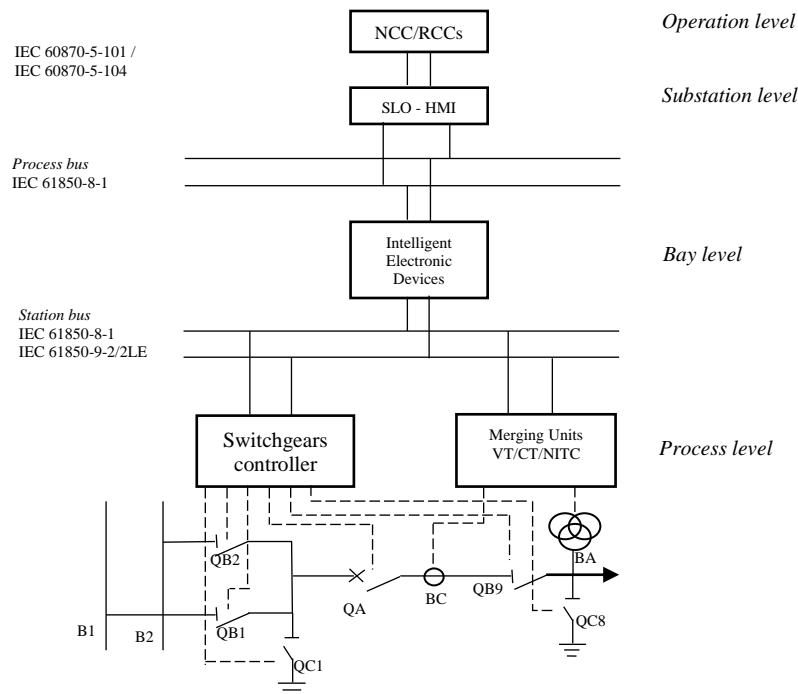 NCC/RCCs
Operation level
IEC 60870-5-101 /
IEC 60870-5-104
SLO - HMI
Substation level
Process bus
IEC 61850-8-1
Intelligent
Electronic
Devices
Bay level
Station bus
IEC 61850-8-1
IEC 61850-9-2/2LE
Switchgears
controller
Merging Units
VT/CT/NITC
Process level
QB2
BA
QA
BC
QB9
B1
B2
QB1
QC8
QC1